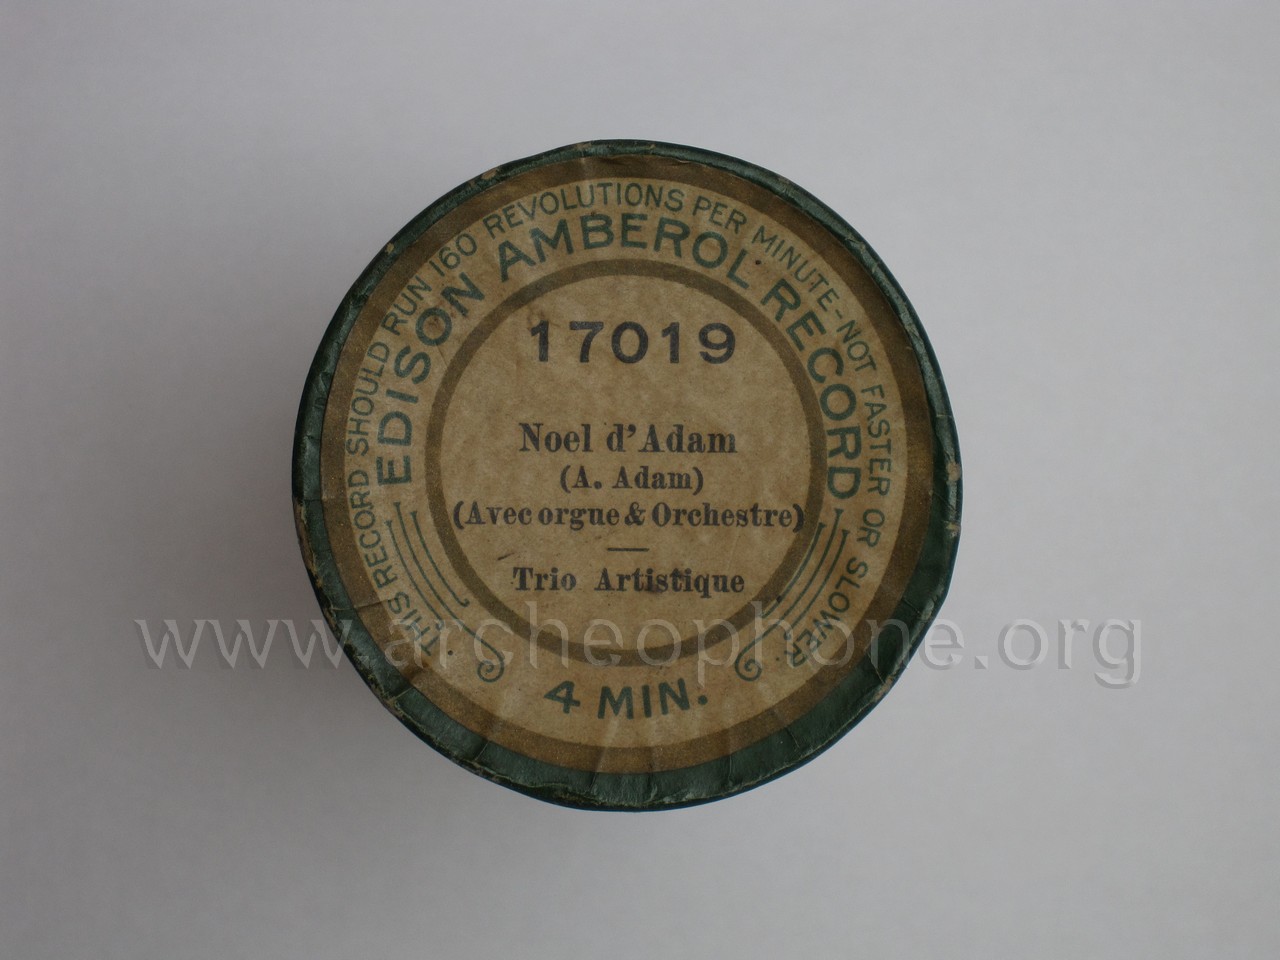 THIS RECORD SHOULD RUN 160 REVOLUTIONS PER MINUTE-NOT FASTER OR SLOWER.
EDISON AMBEROL RECORD
17019
Noel d'Adam
(A. Adam)
(Avec orgue & Orchestre)
Trio Artistique
www.archeophone.org
4 MIN.